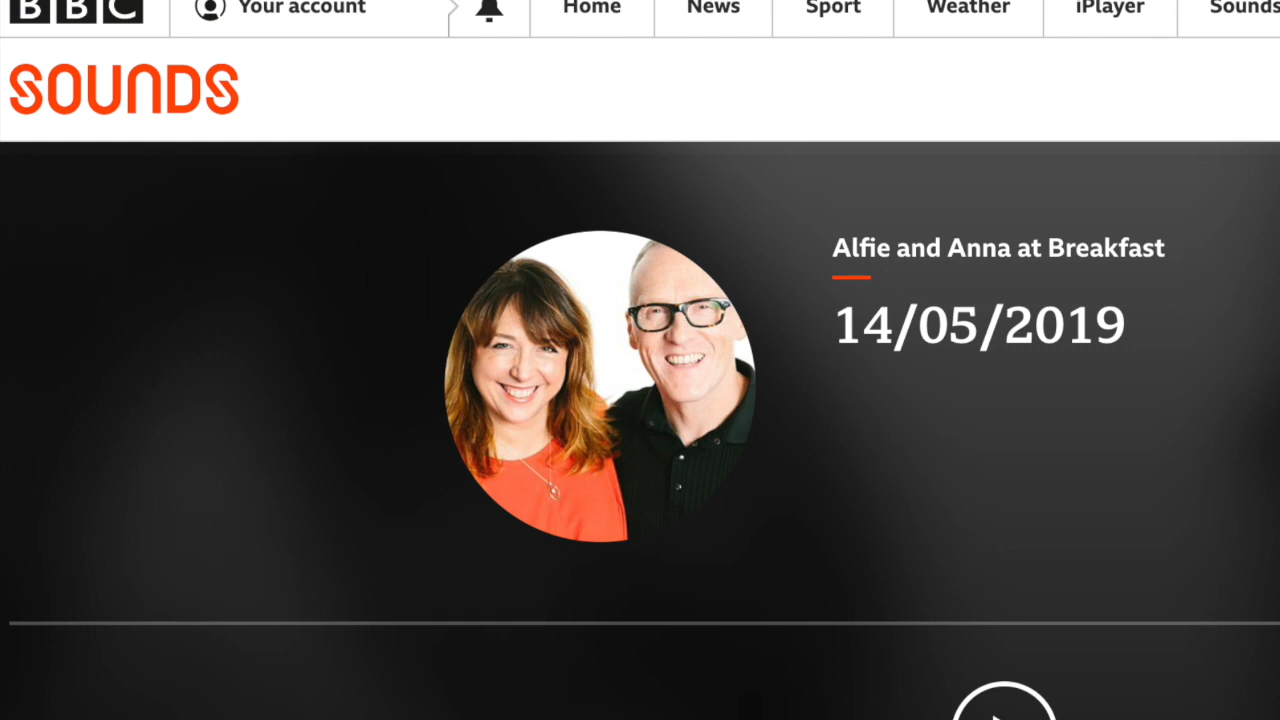 BBC
Your account
Home
News
Sport
Weather
iPlayer
Sounds
SOUNDS
Alfie and Anna at Breakfast
14/05/2019